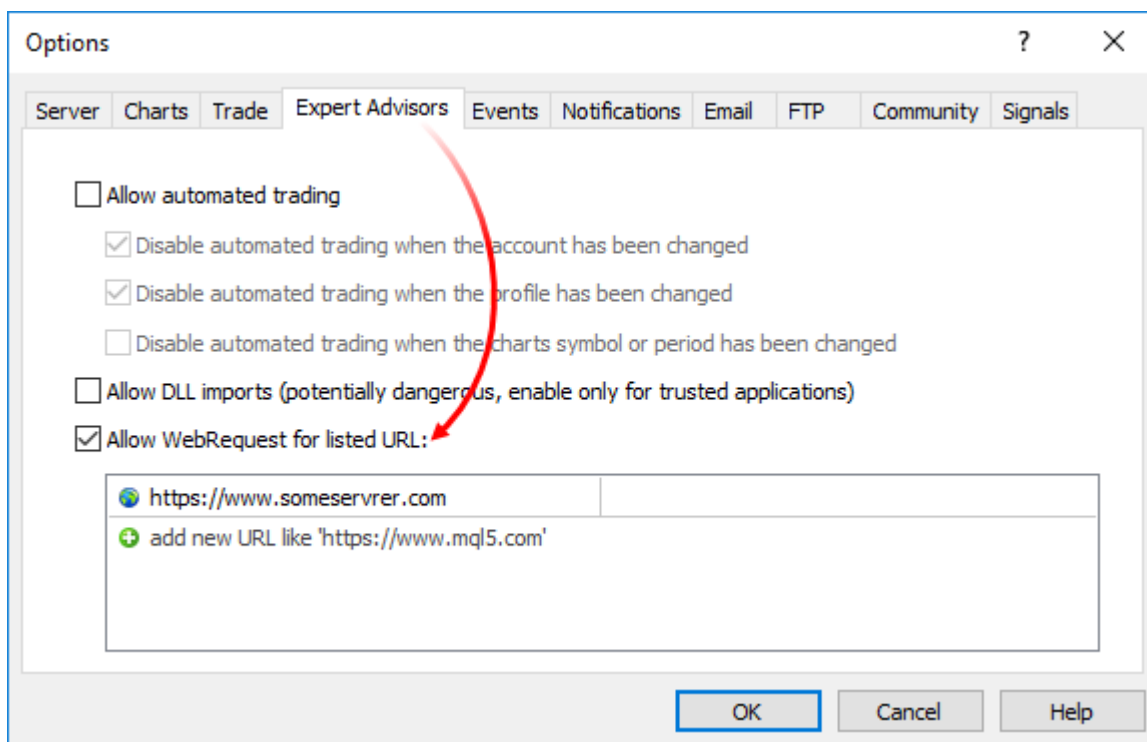 Options ?
Server Charts Trade Expert Advisors Events Notifications Email FTP Community Signals
Allow automated trading
Disable automated trading when the account has been changed
Disable automated trading when the profile has been changed
Disable automated trading when the charts symbol or period has been changed
Allow DLL imports (potentially dangerous, enable only for trusted applications)
Allow WebRequest for listed URL:
https://www.someservrer.com
add new URL like 'https://www.mql5.com'
OK Cancel Help